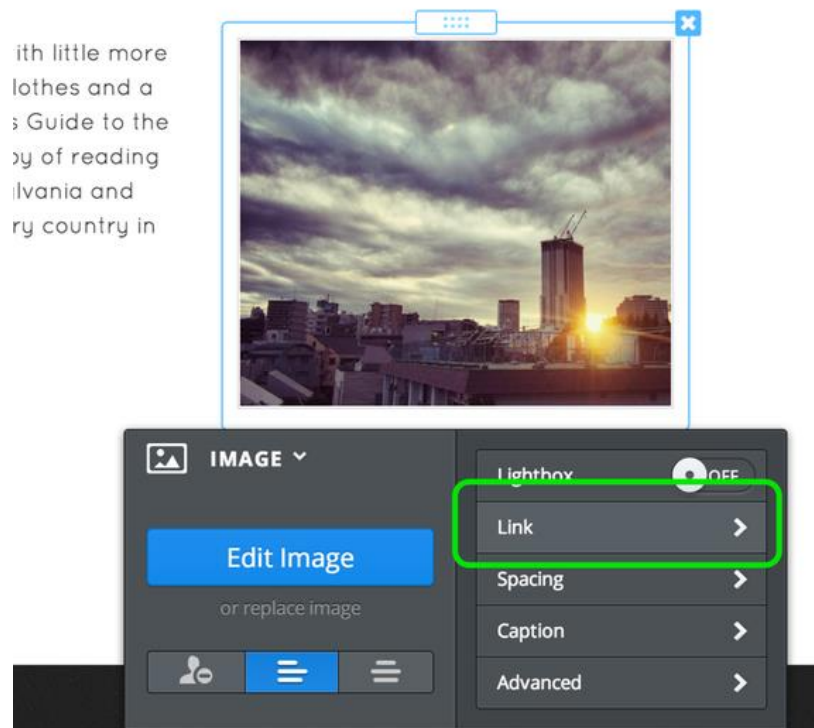 ith little more
lothes and a
s Guide to the
oy of reading
lvania and
ry country in
IMAGE
Edit Image
or replace image
Lightbox OFF
Link
Spacing
Caption
Advanced